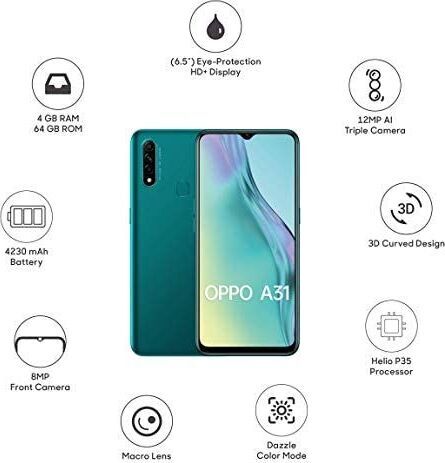 (6.5") Eye-Protection
HD+ Display
4 GB RAM
64 GB ROM
12MP AI
Triple Camera
4230 mAh
Battery
3D
3D Curved Design
OPPO A31
8MP
Front Camera
Helio P35
Processor
Macro Lens
Dazzle
Color Mode